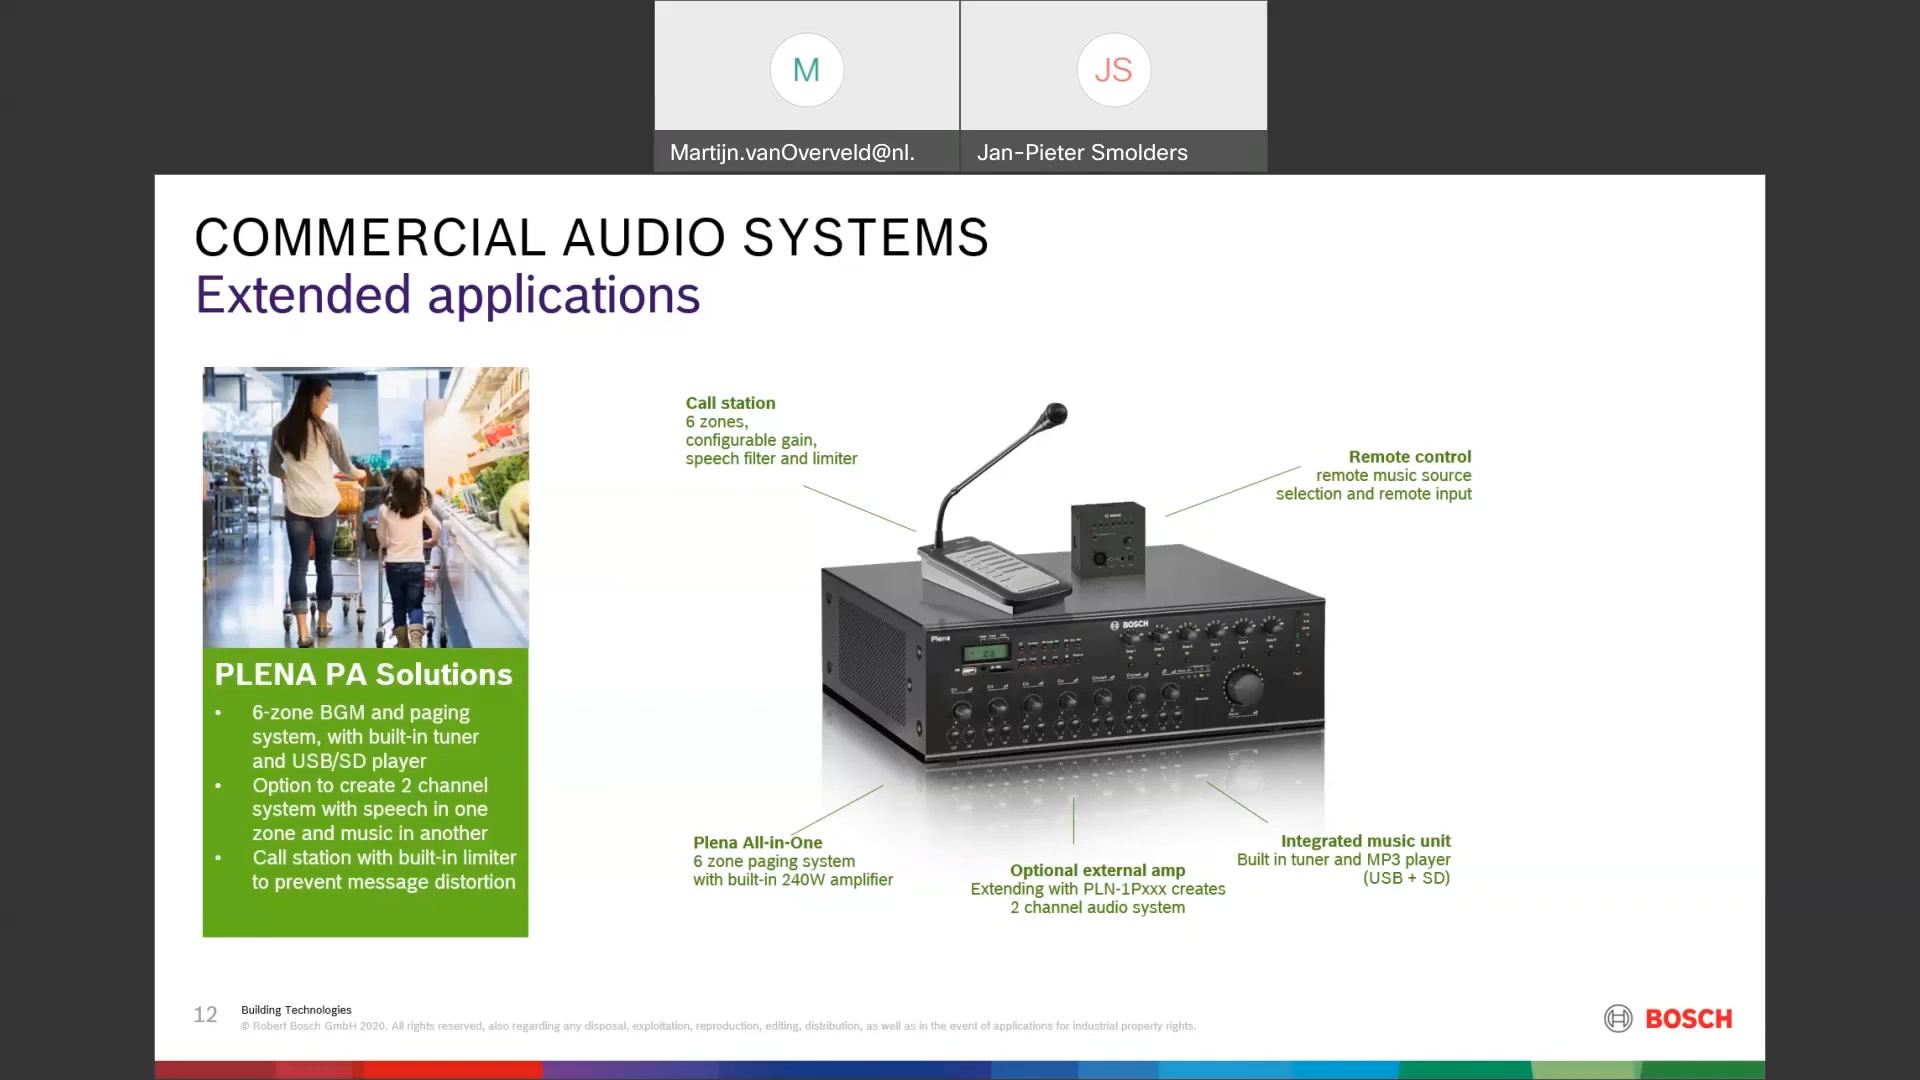 M
JS
Martijn.vanOverveld@nl.
Jan-Pieter Smolders
COMMERCIAL AUDIO SYSTEMS
Extended applications
Call station
6 zones,
configurable gain,
speech filter and limiter
Remote control
remote music source
selection and remote input
Plena
BOSCH
PLENA PA Solutions
• 6-zone BGM and paging
system, with built-in tuner
and USB/SD player
• Option to create 2 channel
system with speech in one
zone and music in another
• Call station with built-in limiter
to prevent message distortion
Plena All-in-One
6 zone paging system
with built-in 240W amplifier
Optional external amp
Extending with PLN-1Pxxx creates
2 channel audio system
Integrated music unit
Built in tuner and MP3 player
(USB + SD)
12
Building Technologies
© Robert Bosch GmbH 2020. All rights reserved, also regarding any disposal, exploitation, reproduction, editing, distribution, as well as in the event of applications for industrial property rights.
BOSCH